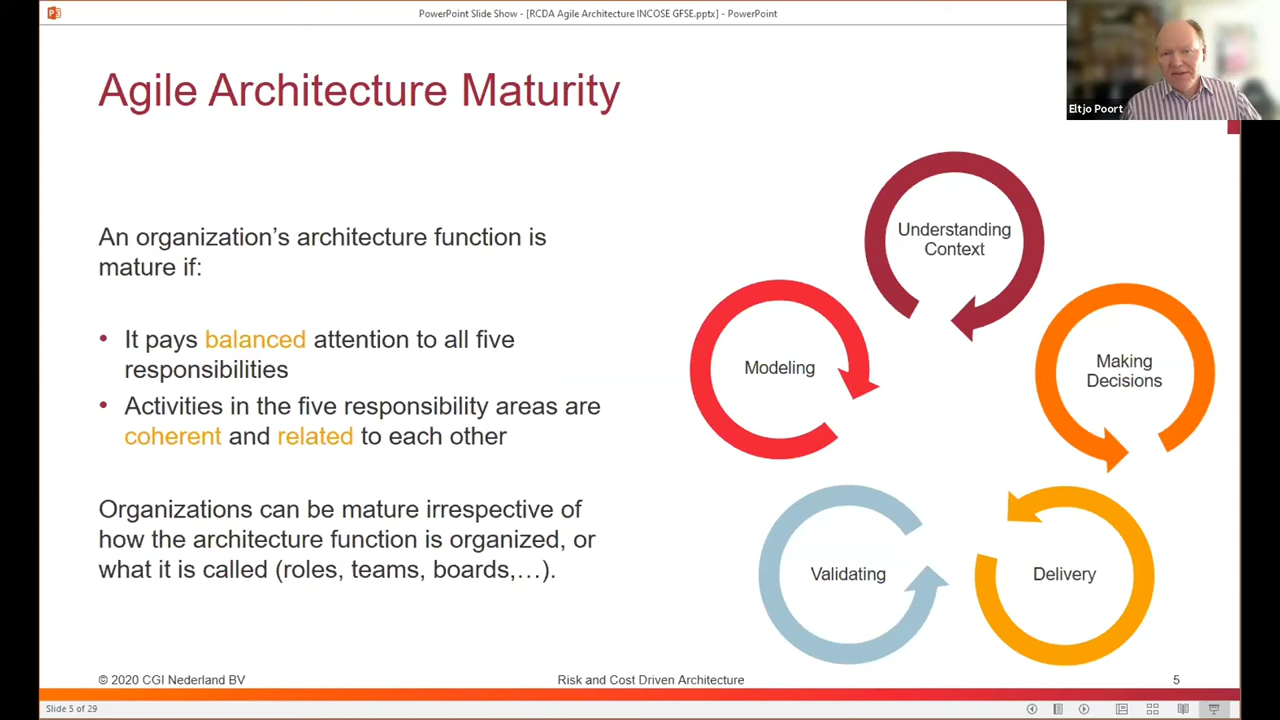 PowerPoint Slide Show - [RCDA Agile Architecture INCOSE GFSE.pptx] - PowerPoint
Eltjo Poort
Agile Architecture Maturity
An organization’s architecture function is
mature if:
• It pays balanced attention to all five
responsibilities
• Activities in the five responsibility areas are
coherent and related to each other
Organizations can be mature irrespective of
how the architecture function is organized, or
what it is called (roles, teams, boards,…).
Understanding
Context
Making
Decisions
Delivery
Validating
Modeling
© 2020 CGI Nederland BV
Risk and Cost Driven Architecture
5
Slide 5 of 29